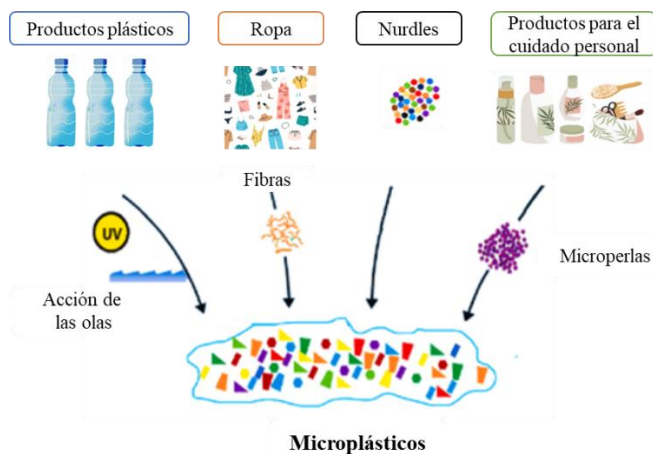 Productos plásticos
Ropa
Nurdles
Productos para el
cuidado personal
Fibras
UV
Acción de
las olas
Microperlas
Microplásticos